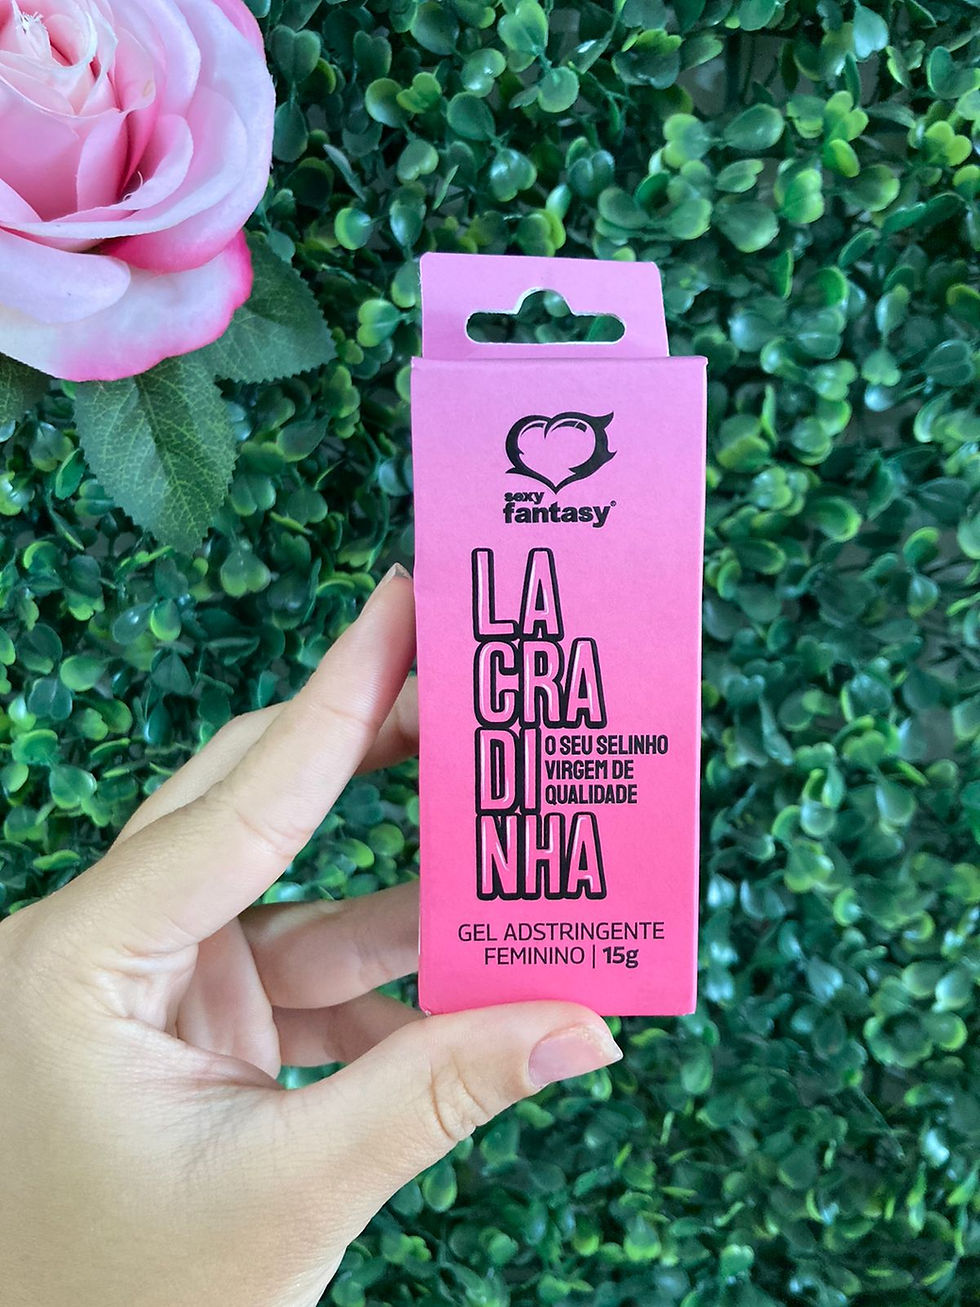 sexy
fantasy®
LA
CRA
DI
NHA
O SEU SELINHO
VIRGEM DE
QUALIDADE
GEL ADSTRINGENTE
FEMININO | 15g